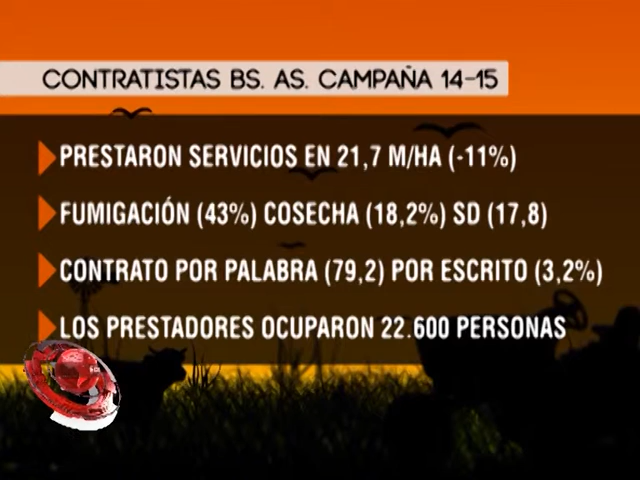 CONTRATISTAS BS. AS. CAMPAÑA 14-15
PRESTARON SERVICIOS EN 21,7 M/HA (-11%)
FUMIGACIÓN (43%) COSECHA (18,2%) SD (17,8)
CONTRATO POR PALABRA (79,2) POR ESCRITO (3,2%)
LOS PRESTADORES OCUPARON 22.600 PERSONAS